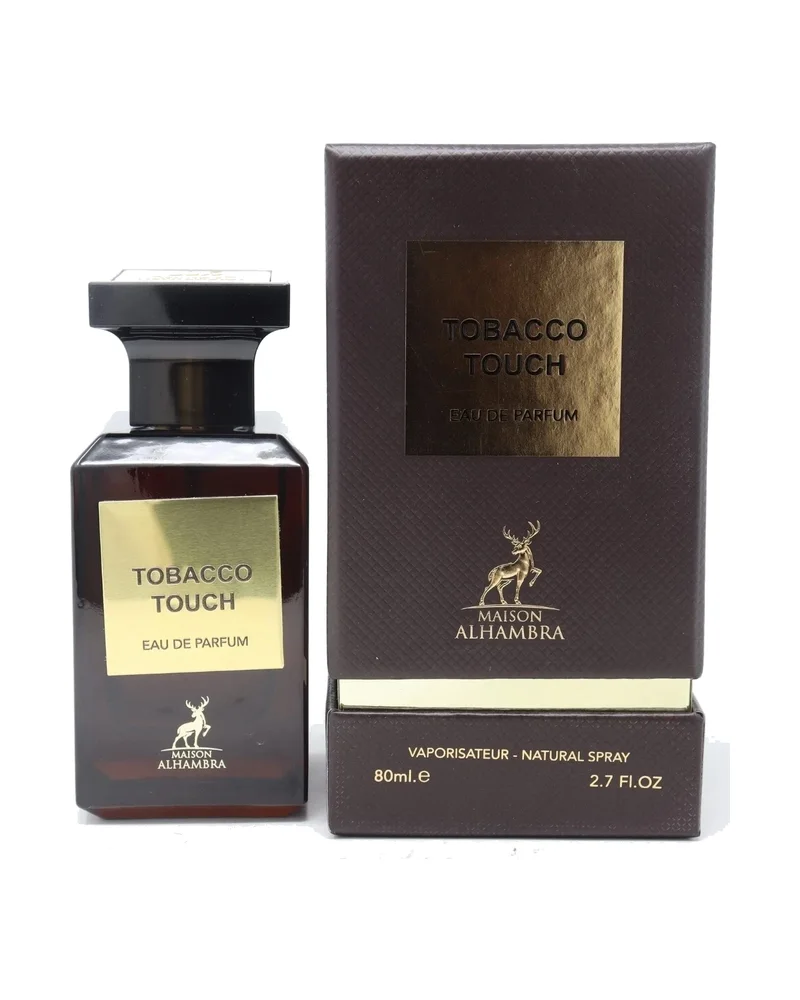 TOBACCO
TOUCH
EAU DE PARFUM
MAISON
ALHAMBRA
TOBACCO
TOUCH
EAU DE PARFUM
MAISON
ALHAMBRA
VAPORISATEUR - NATURAL SPRAY
80ml.e
2.7 Fl.OZ